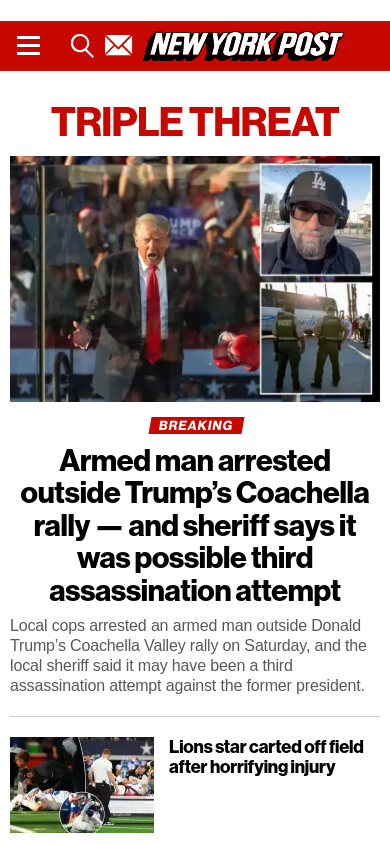 NEW YORK POST
TRIPLE THREAT
TRUMP
LA
SHERIFF
BREAKING
Armed man arrested
outside Trump’s Coachella
rally — and sheriff says it
was possible third
assassination attempt
Local cops arrested an armed man outside Donald
Trump’s Coachella Valley rally on Saturday, and the
local sheriff said it may have been a third
assassination attempt against the former president.
Lions star carted off field
after horrifying injury